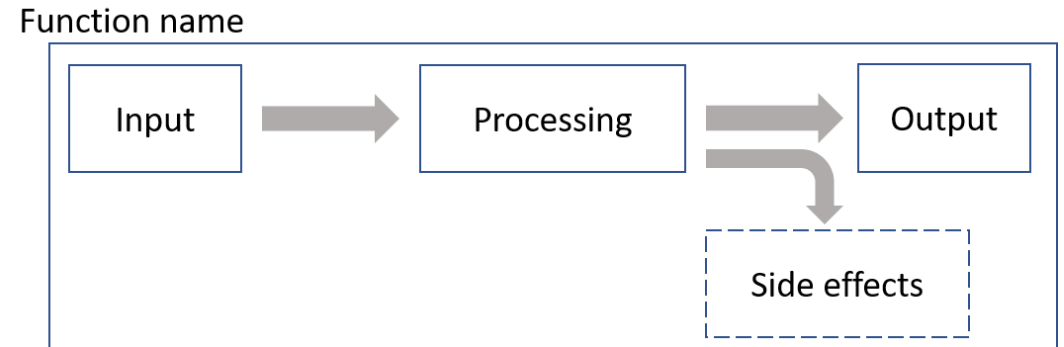 Function name
Input
Processing
Output
Side effects